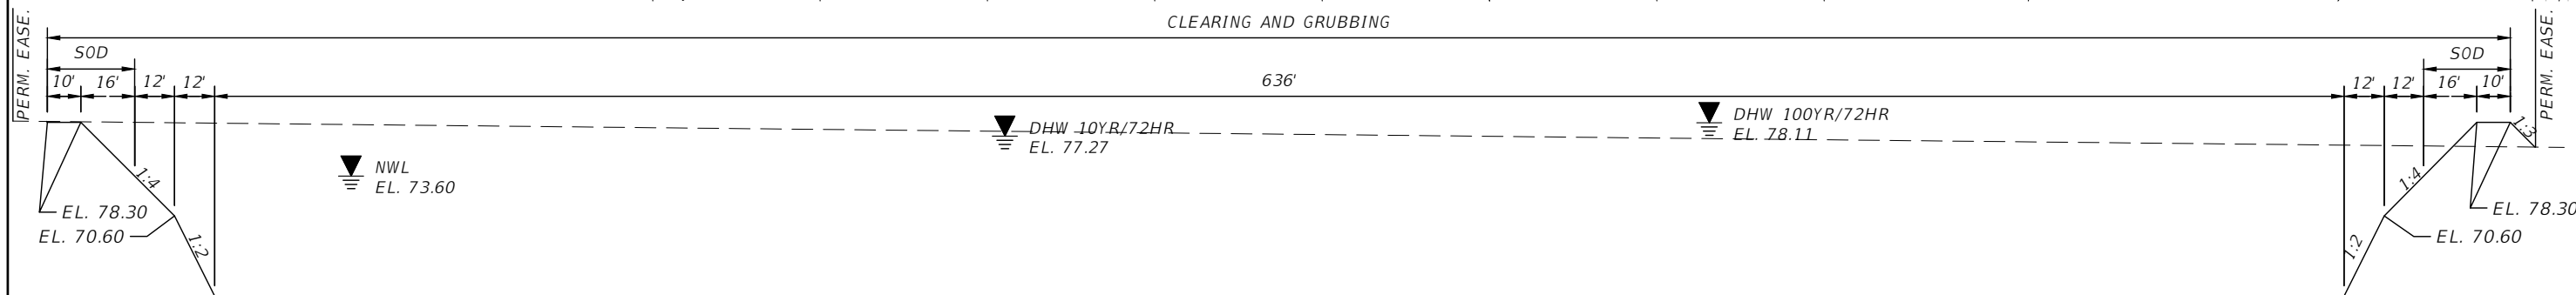 CLEARING AND GRUBBING
PERM. EASE.
SOD
10' 16' 12' 12'
636'
12' 12' 16' 10'
SOD
PERM. EASE.
DHW 10YR/72HR
EL. 77.27
DHW 100YR/72HR
EL. 78.11
NWL
EL. 73.60
1:4
EL. 78.30
EL. 70.60
1:2
1:3
1:4
EL. 78.30
EL. 70.60
1:2